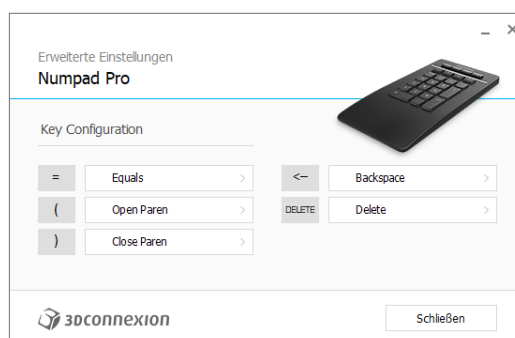 Erweiterte Einstellungen
Numpad Pro
Key Configuration
= Equals
( Open Paren
) Close Paren
<-- Backspace
DELETE Delete
3Dconnexion
Schließen